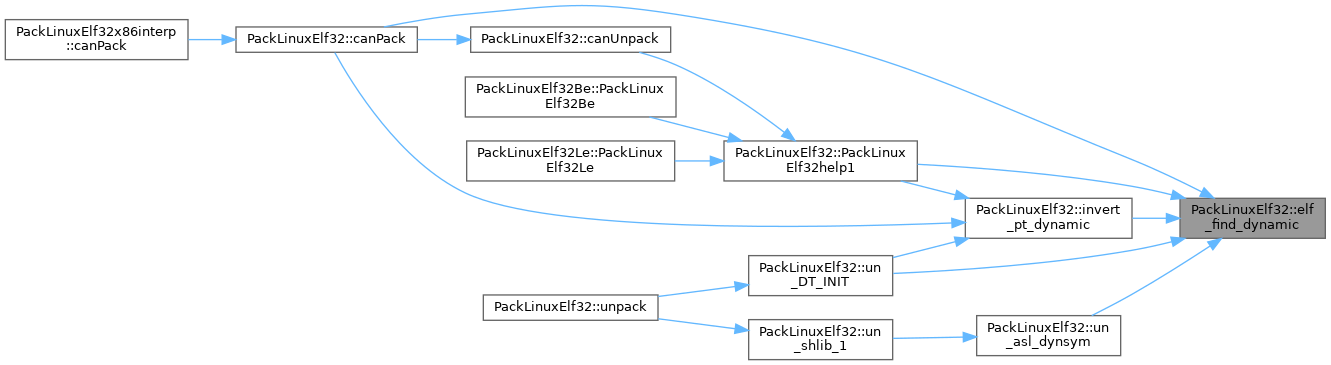 PackLinuxElf32x86interp
::canPack
PackLinuxElf32::canPack
PackLinuxElf32::canUnpack
PackLinuxElf32Be::PackLinux
Elf32Be
PackLinuxElf32Le::PackLinux
Elf32Le
PackLinuxElf32::PackLinux
Elf32help1
PackLinuxElf32::invert
_pt_dynamic
PackLinuxElf32::elf
_find_dynamic
PackLinuxElf32::un
_DT_INIT
PackLinuxElf32::unpack
PackLinuxElf32::un
_shlib_1
PackLinuxElf32::un
_asl_dynsym